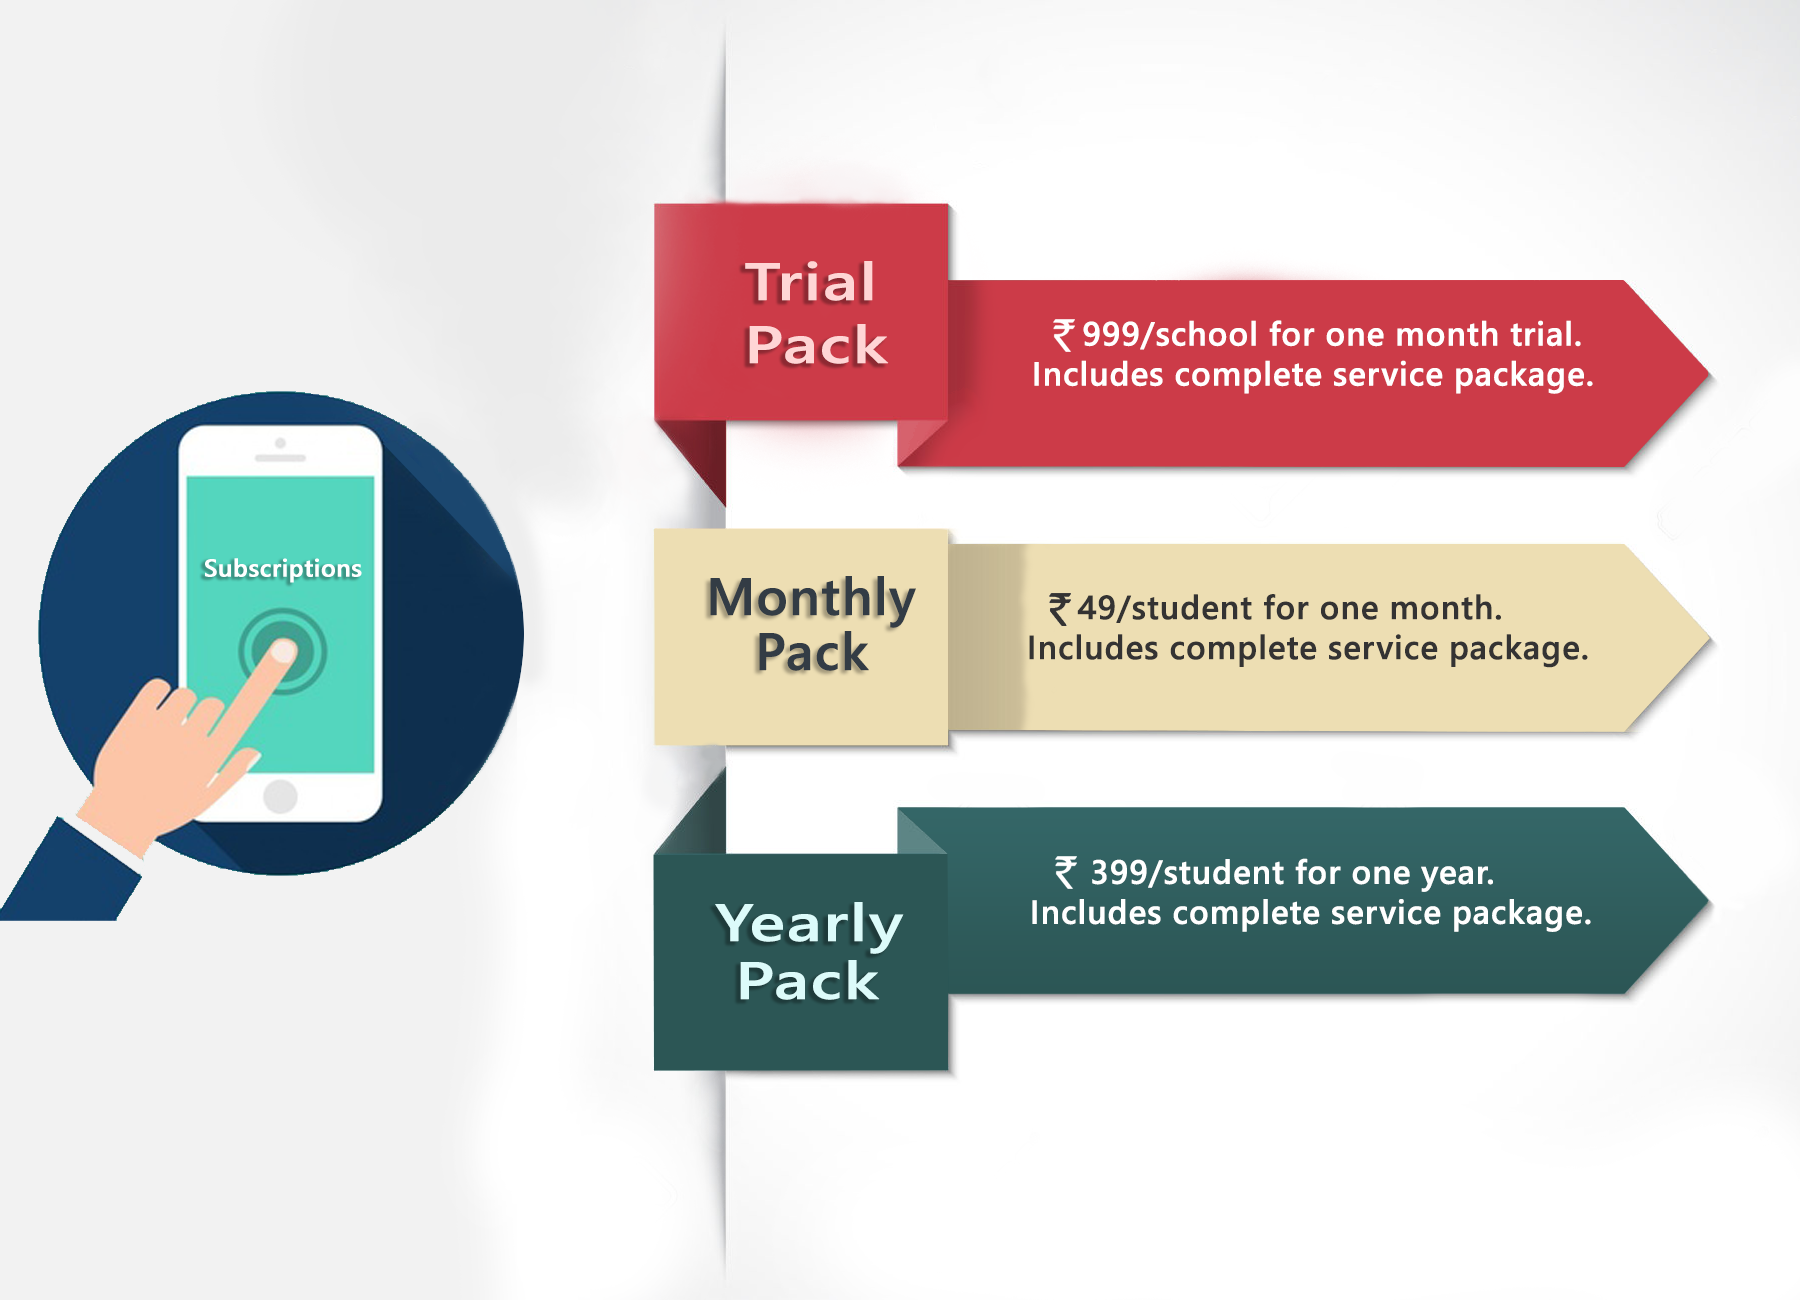 Subscriptions
Trial
Pack
₹ 999/school for one month trial.
Includes complete service package.
Monthly
Pack
₹ 49/student for one month.
Includes complete service package.
Yearly
Pack
₹ 399/student for one year.
Includes complete service package.